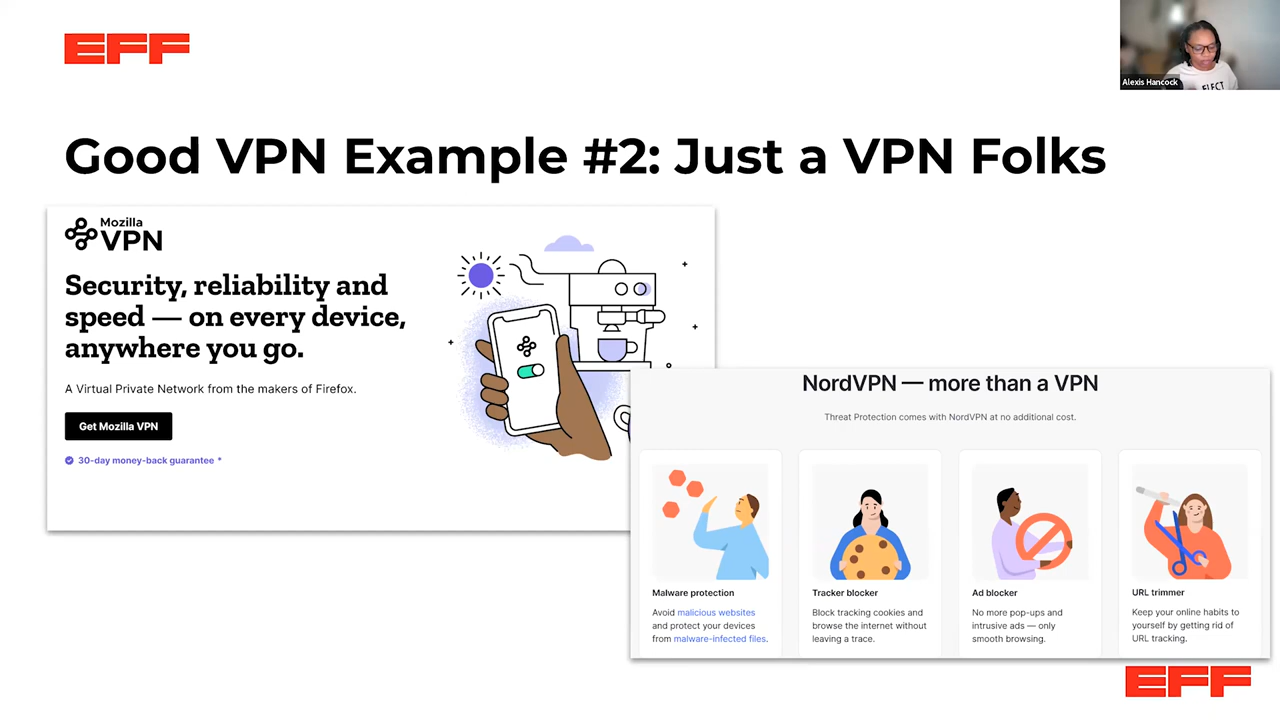 EFF
Alexis Hancock
ELECT
Good VPN Example #2: Just a VPN Folks
Mozilla
VPN
Security, reliability and
speed — on every device,
anywhere you go.
A Virtual Private Network from the makers of Firefox.
Get Mozilla VPN
30-day money-back guarantee *
NordVPN — more than a VPN
Threat Protection comes with NordVPN at no additional cost.
Malware protection
Avoid malicious websites
and protect your devices
from malware-infected files.
Tracker blocker
Block tracking cookies and
browse the internet without
leaving a trace.
Ad blocker
No more pop-ups and
intrusive ads — only
smooth browsing.
URL trimmer
Keep your online habits to
yourself by getting rid of
URL tracking.
EFF